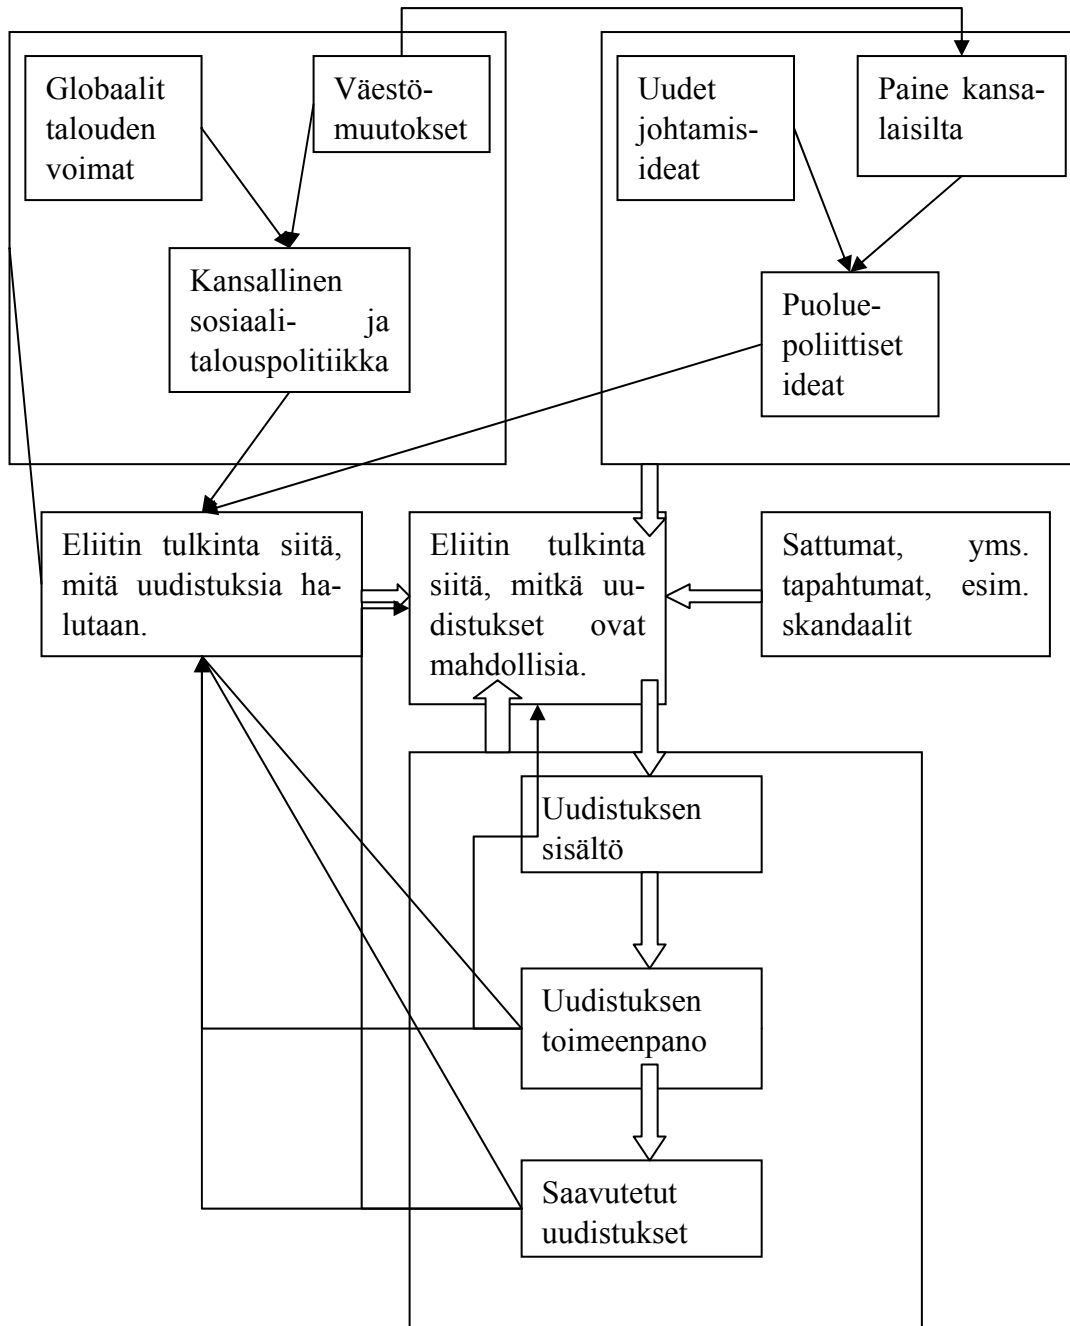 Globaalit
talouden
voimat
Väestö-
muutokset
Uudet
johtamis-
ideat
Paine kansa-
laisilta
Kansallinen
sosiaali- ja
talouspolitiikka
Puolue-
poliittiset
ideat
Eliitin tulkinta siitä,
mitä uudistuksia ha-
lutaan.
Eliitin tulkinta
siitä, mitkä uu-
distukset ovat
mahdollisia.
Sattumat, yms.
tapahtumat, esim.
skandaalit
Uudistuksen
sisältö
Uudistuksen
toimeenpano
Saavutetut
uudistukset